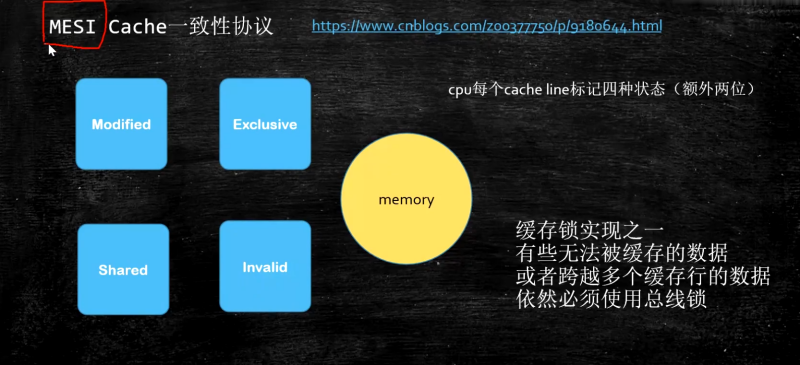 MESI Cache一致性协议
https://www.cnblogs.com/z00377750/p/9180644.html
cpu每个cache line标记四种状态（额外两位）
Modified
Exclusive
memory
Shared
Invalid
缓存锁实现之一
有些无法被缓存的数据
或者跨越多个缓存行的数据
依然必须使用总线锁